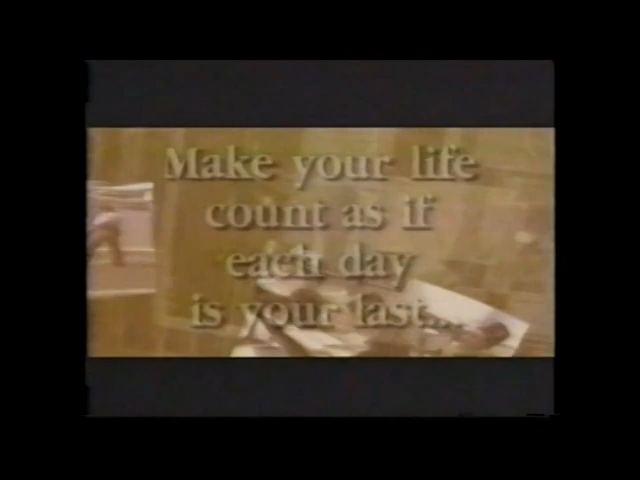 Make your life
count as if
each day
is your last...